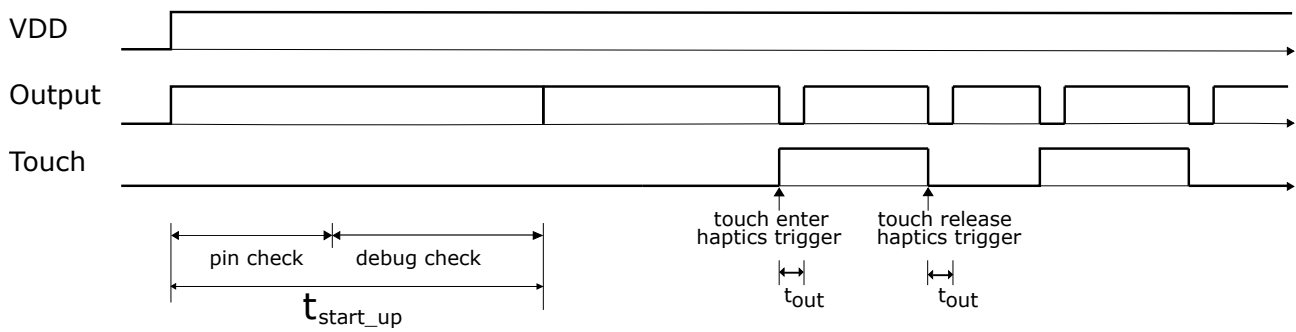 VDD
Output
Touch
touch enter
haptics trigger
touch release
haptics trigger
pin check
debug check
tout
tout
tstart_up